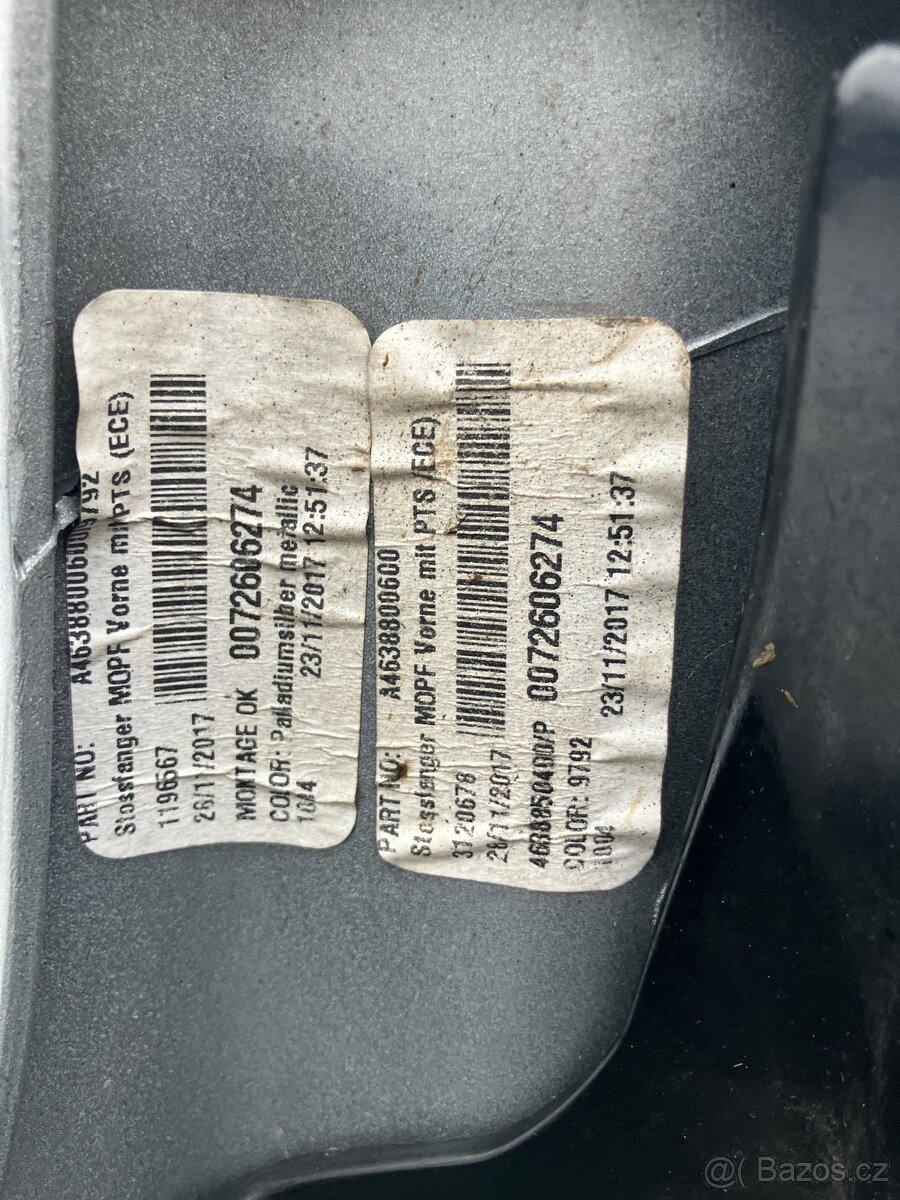 PART NO: A46388006009792
Stossfanger MOPF Vorne mit PTS (ECE)
1196567
28/11/2017
MONTAGE OK 0072606274
COLOR: Palladiumsilber metallic
1004 23/11/2017 12:51:37
PART NO: A4638800600
Stossfanger MOPF Vorne mit PTS (ECE)
3120678
28/11/2017
4638850400/P 0072606274
COLOR: 9792
1004 23/11/2017 12:51:37
@( Bazos.cz